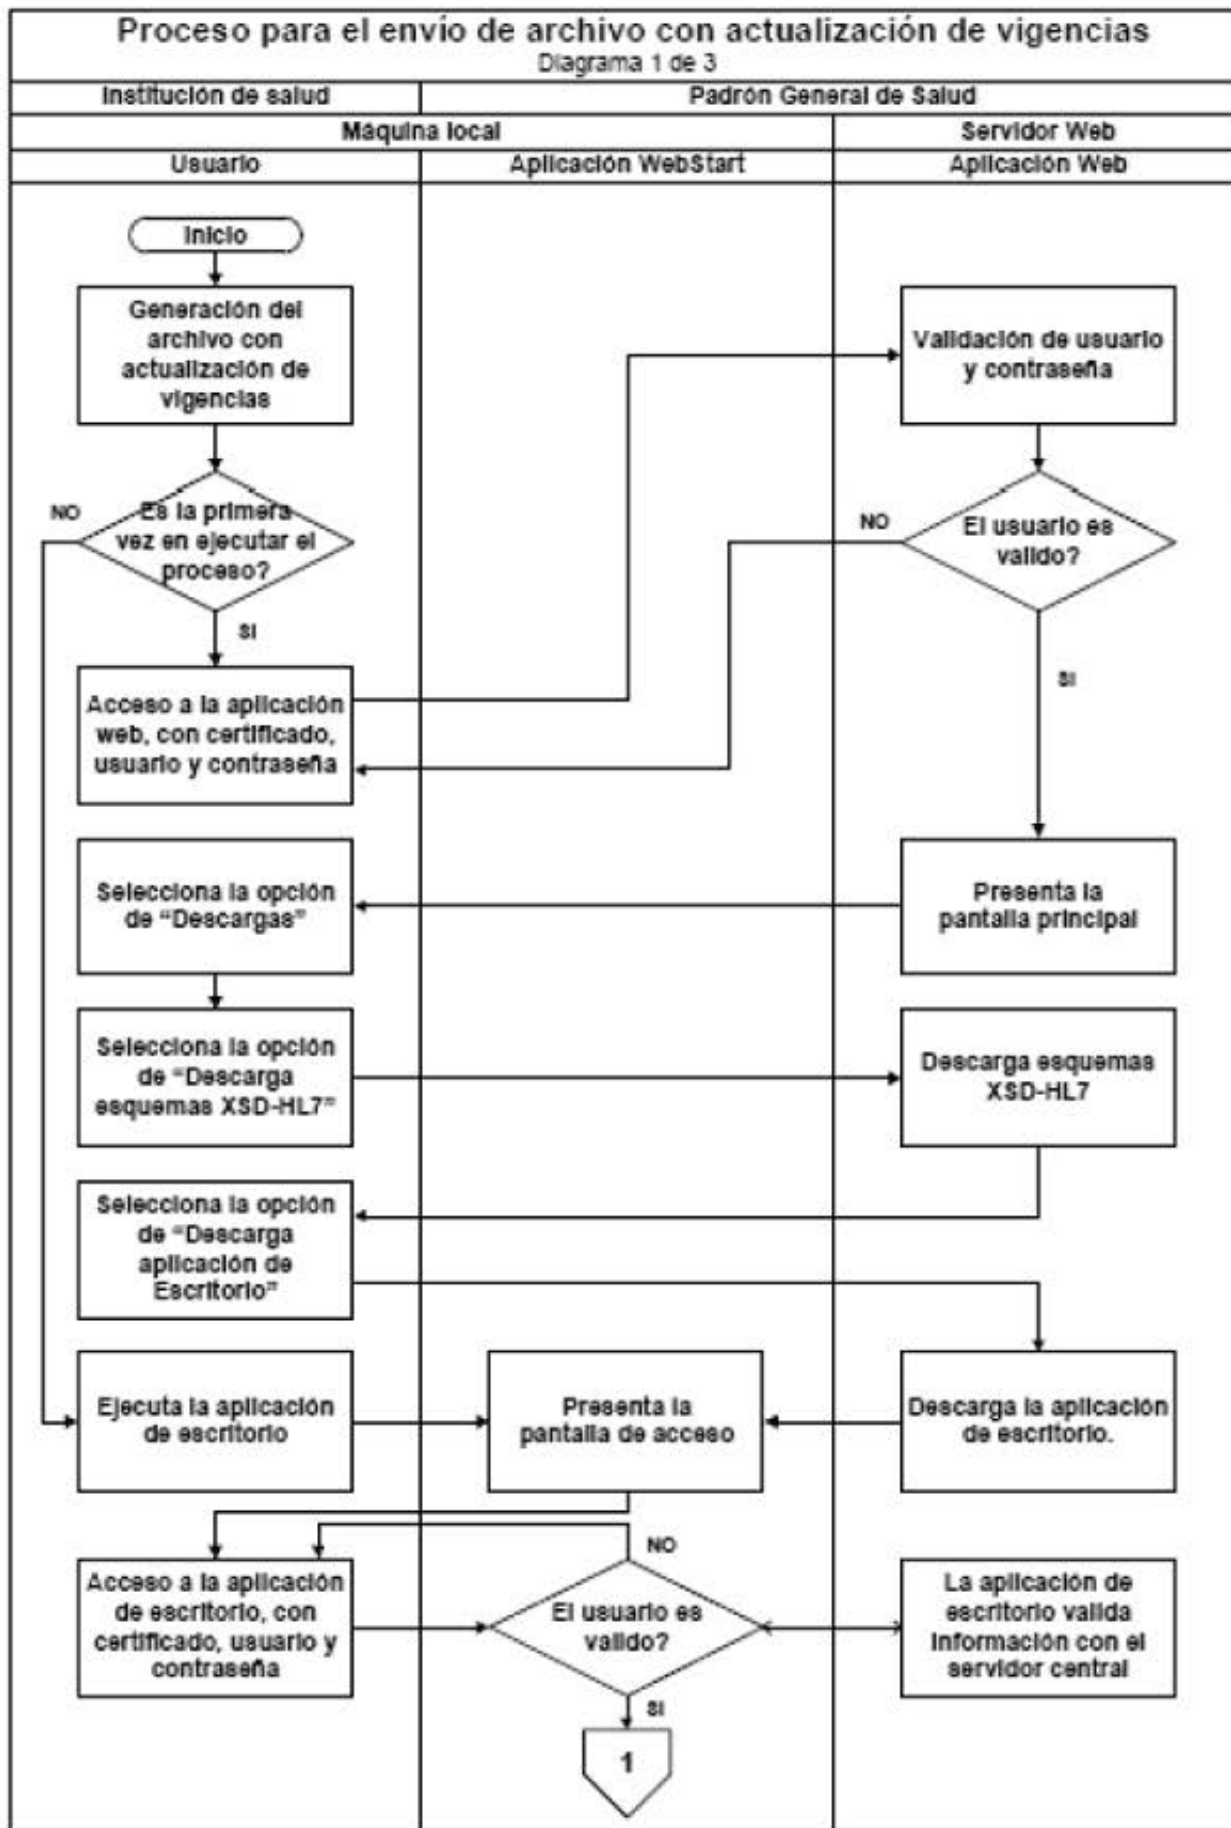 Proceso para el envío de archivo con actualización de vigencias
Diagrama 1 de 3
Institución de salud
Padrón General de Salud
Máquina local
Servidor Web
Usuario
Aplicación WebStart
Aplicación Web
Inicio
Generación del
archivo con
actualización de
vigencias
Validación de usuario
y contraseña
NO
Es la primera
vez en ejecutar el
proceso?
SI
NO
El usuario es
valido?
SI
Acceso a la aplicación
web, con certificado,
usuario y contraseña
Selecciona la opción
de “Descargas”
Presenta la
pantalla principal
Selecciona la opción
de “Descarga
esquemas XSD-HL7”
Descarga esquemas
XSD-HL7
Selecciona la opción
de “Descarga
aplicación de
Escritorio”
Ejecuta la aplicación
de escritorio
Presenta la
pantalla de acceso
Descarga la aplicación
de escritorio.
Acceso a la aplicación
de escritorio, con
certificado, usuario y
contraseña
NO
El usuario es
valido?
SI
La aplicación de
escritorio valida
información con el
servidor central
1